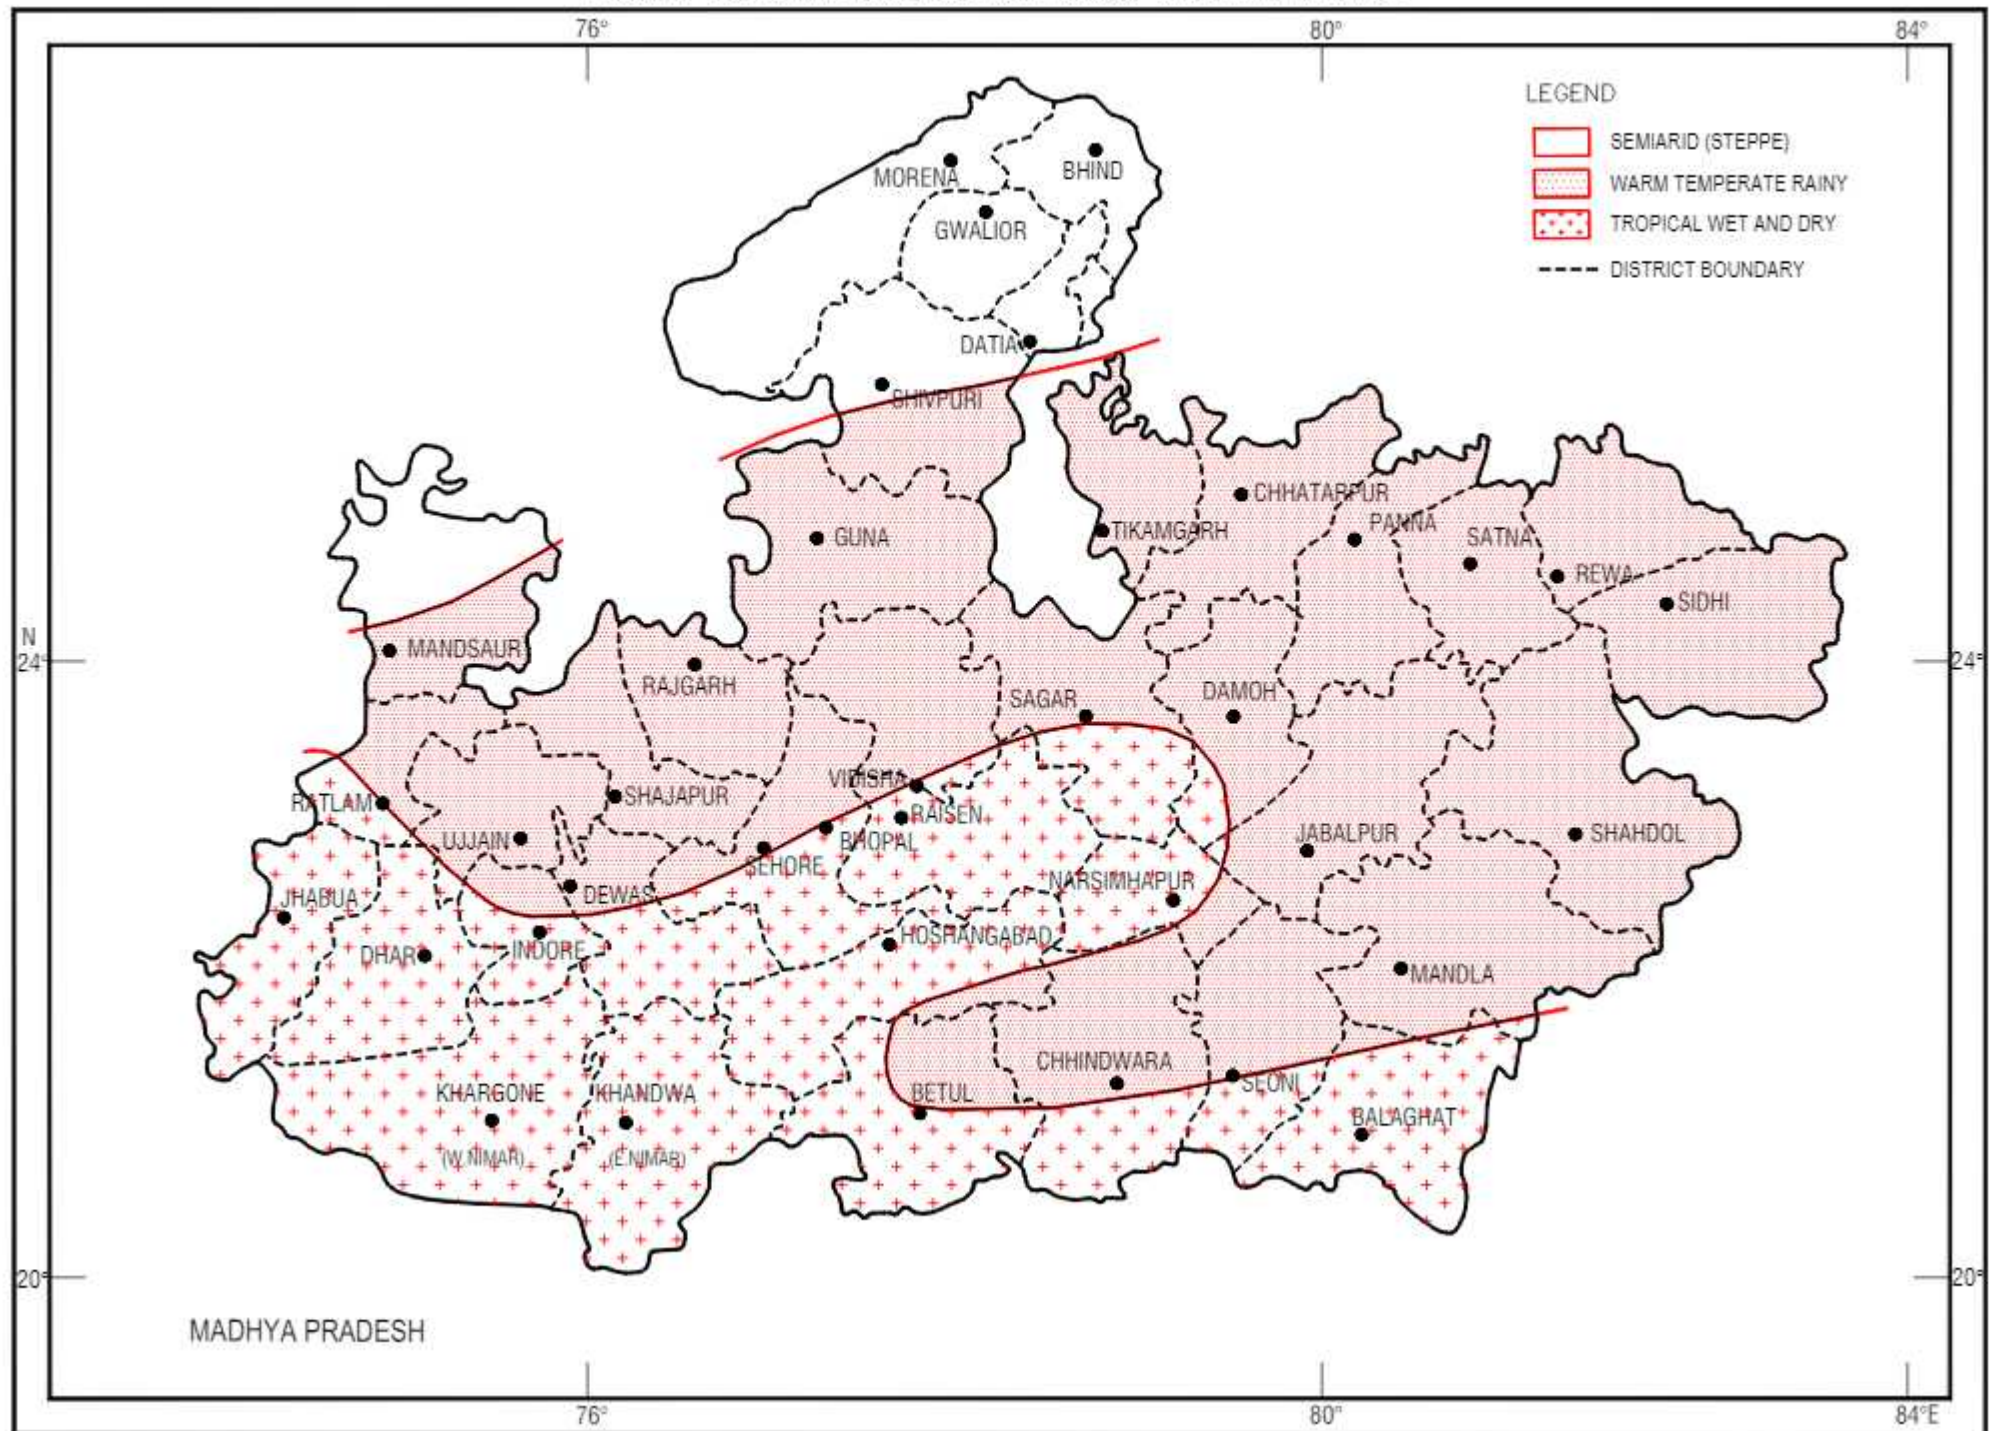 76°
80°
84°
LEGEND
SEMIARID (STEPPE)
WARM TEMPERATE RAINY
TROPICAL WET AND DRY
DISTRICT BOUNDARY
MORENA
BHIND
GWALIOR
DATIA
SHIVPURI
CHHATARPUR
PANNA
TIKAMGARH
GUNA
SATNA
REWA
SIDHI
N
24°
24°
MANDSAUR
RAJGARH
SAGAR
DAMOH
VIDISHA
RATLAM
SHAJAPUR
RAISEN
UJJAIN
BHOPAL
JABALPUR
SHAHDOL
SEHORE
DEWAS
NARSIMHAPUR
JHABUA
HOSHANGABAD
DHAR
INDORE
MANDLA
CHHINDWARA
SEONI
KHARGONE
KHANDWA
BETUL
BALAGHAT
(W.NIMAR)
(E.NIMAR)
20°
20°
MADHYA PRADESH
76°
80°
84°E